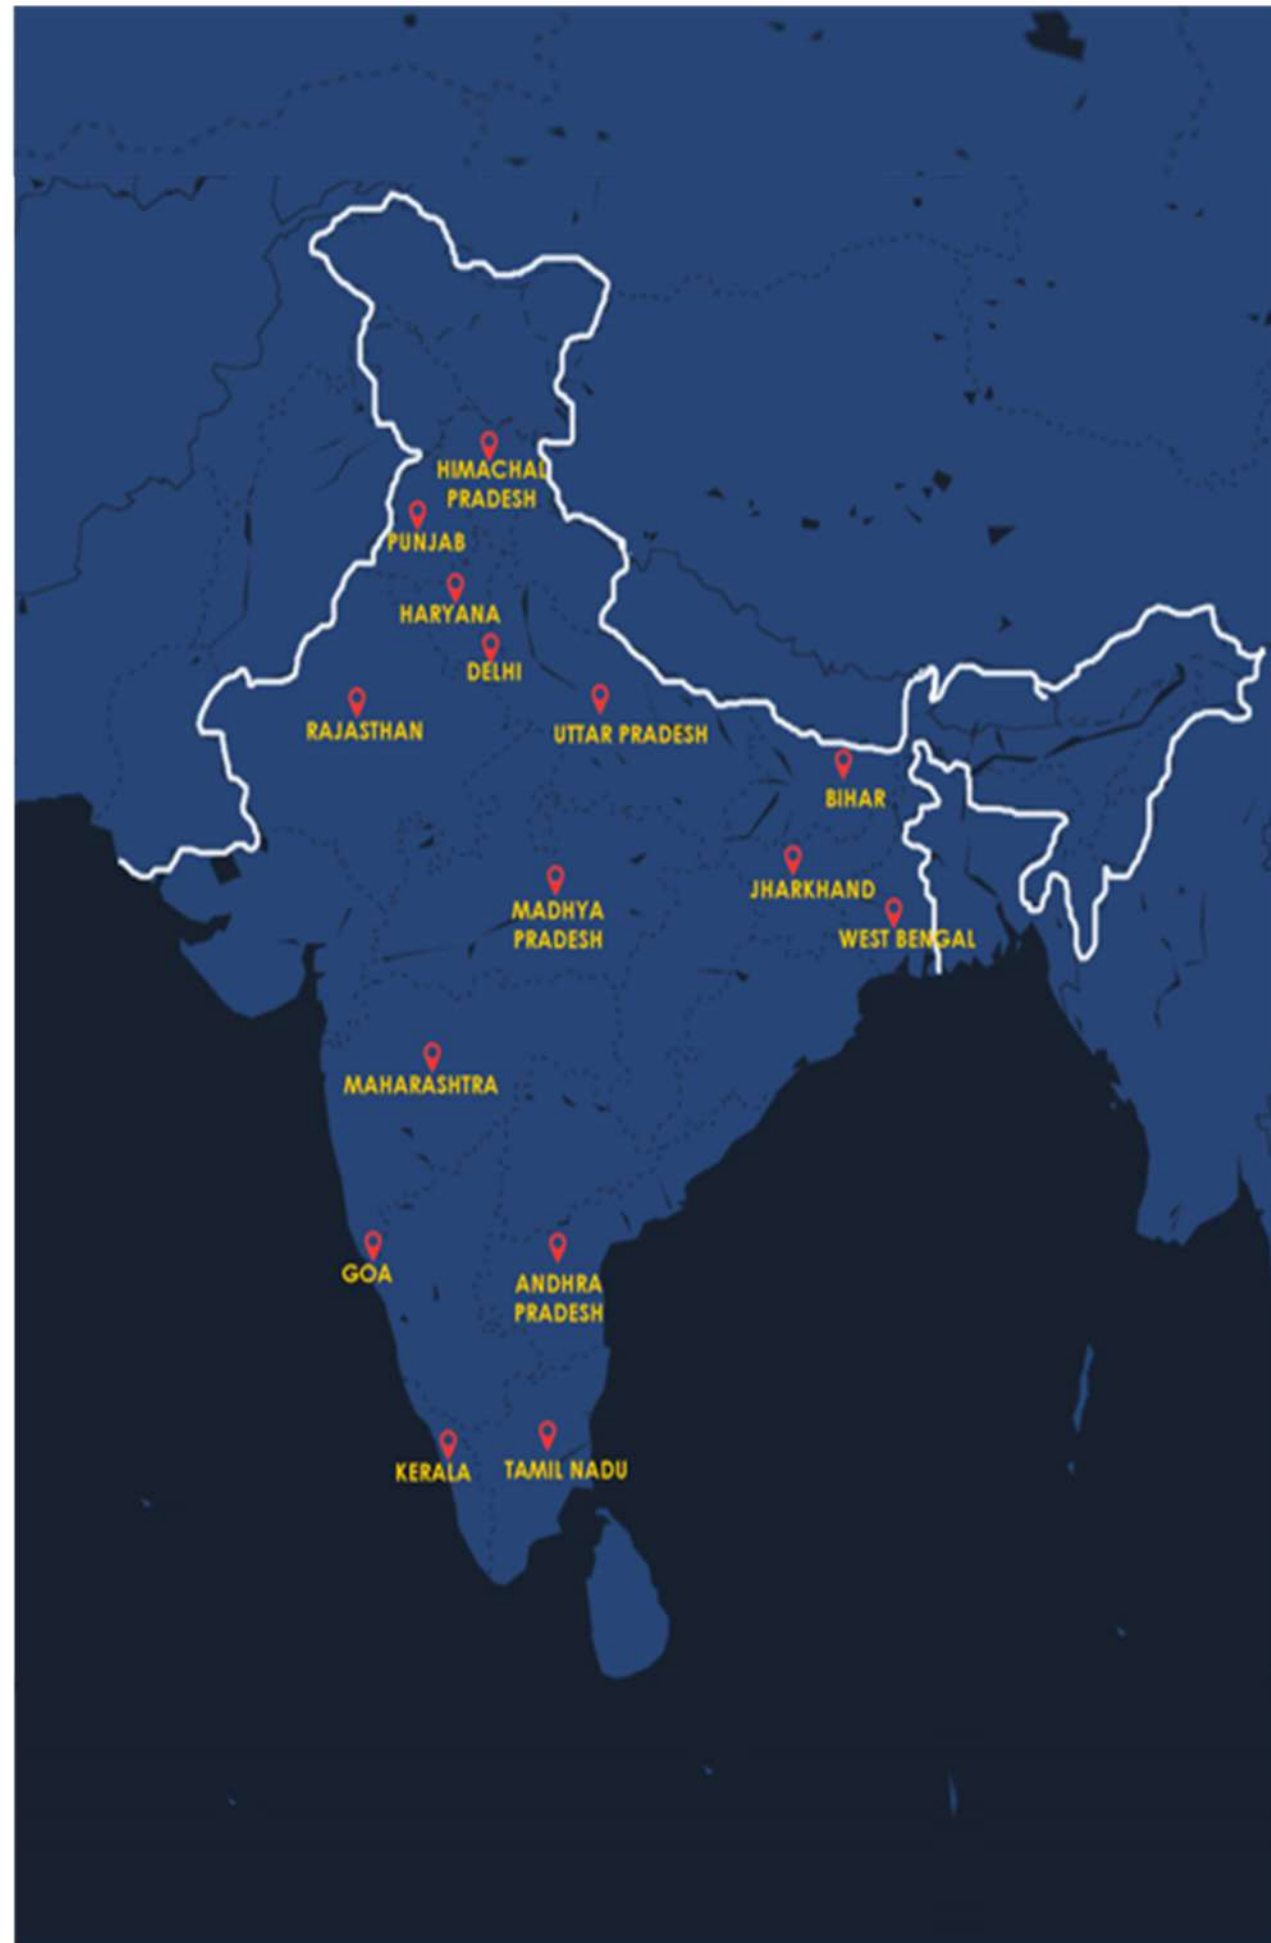 HIMACHAL
PRADESH
PUNJAB
HARYANA
DELHI
RAJASTHAN
UTTAR PRADESH
BIHAR
JHARKHAND
MADHYA
PRADESH
WEST BENGAL
MAHARASHTRA
GOA
ANDHRA
PRADESH
KERALA
TAMIL NADU